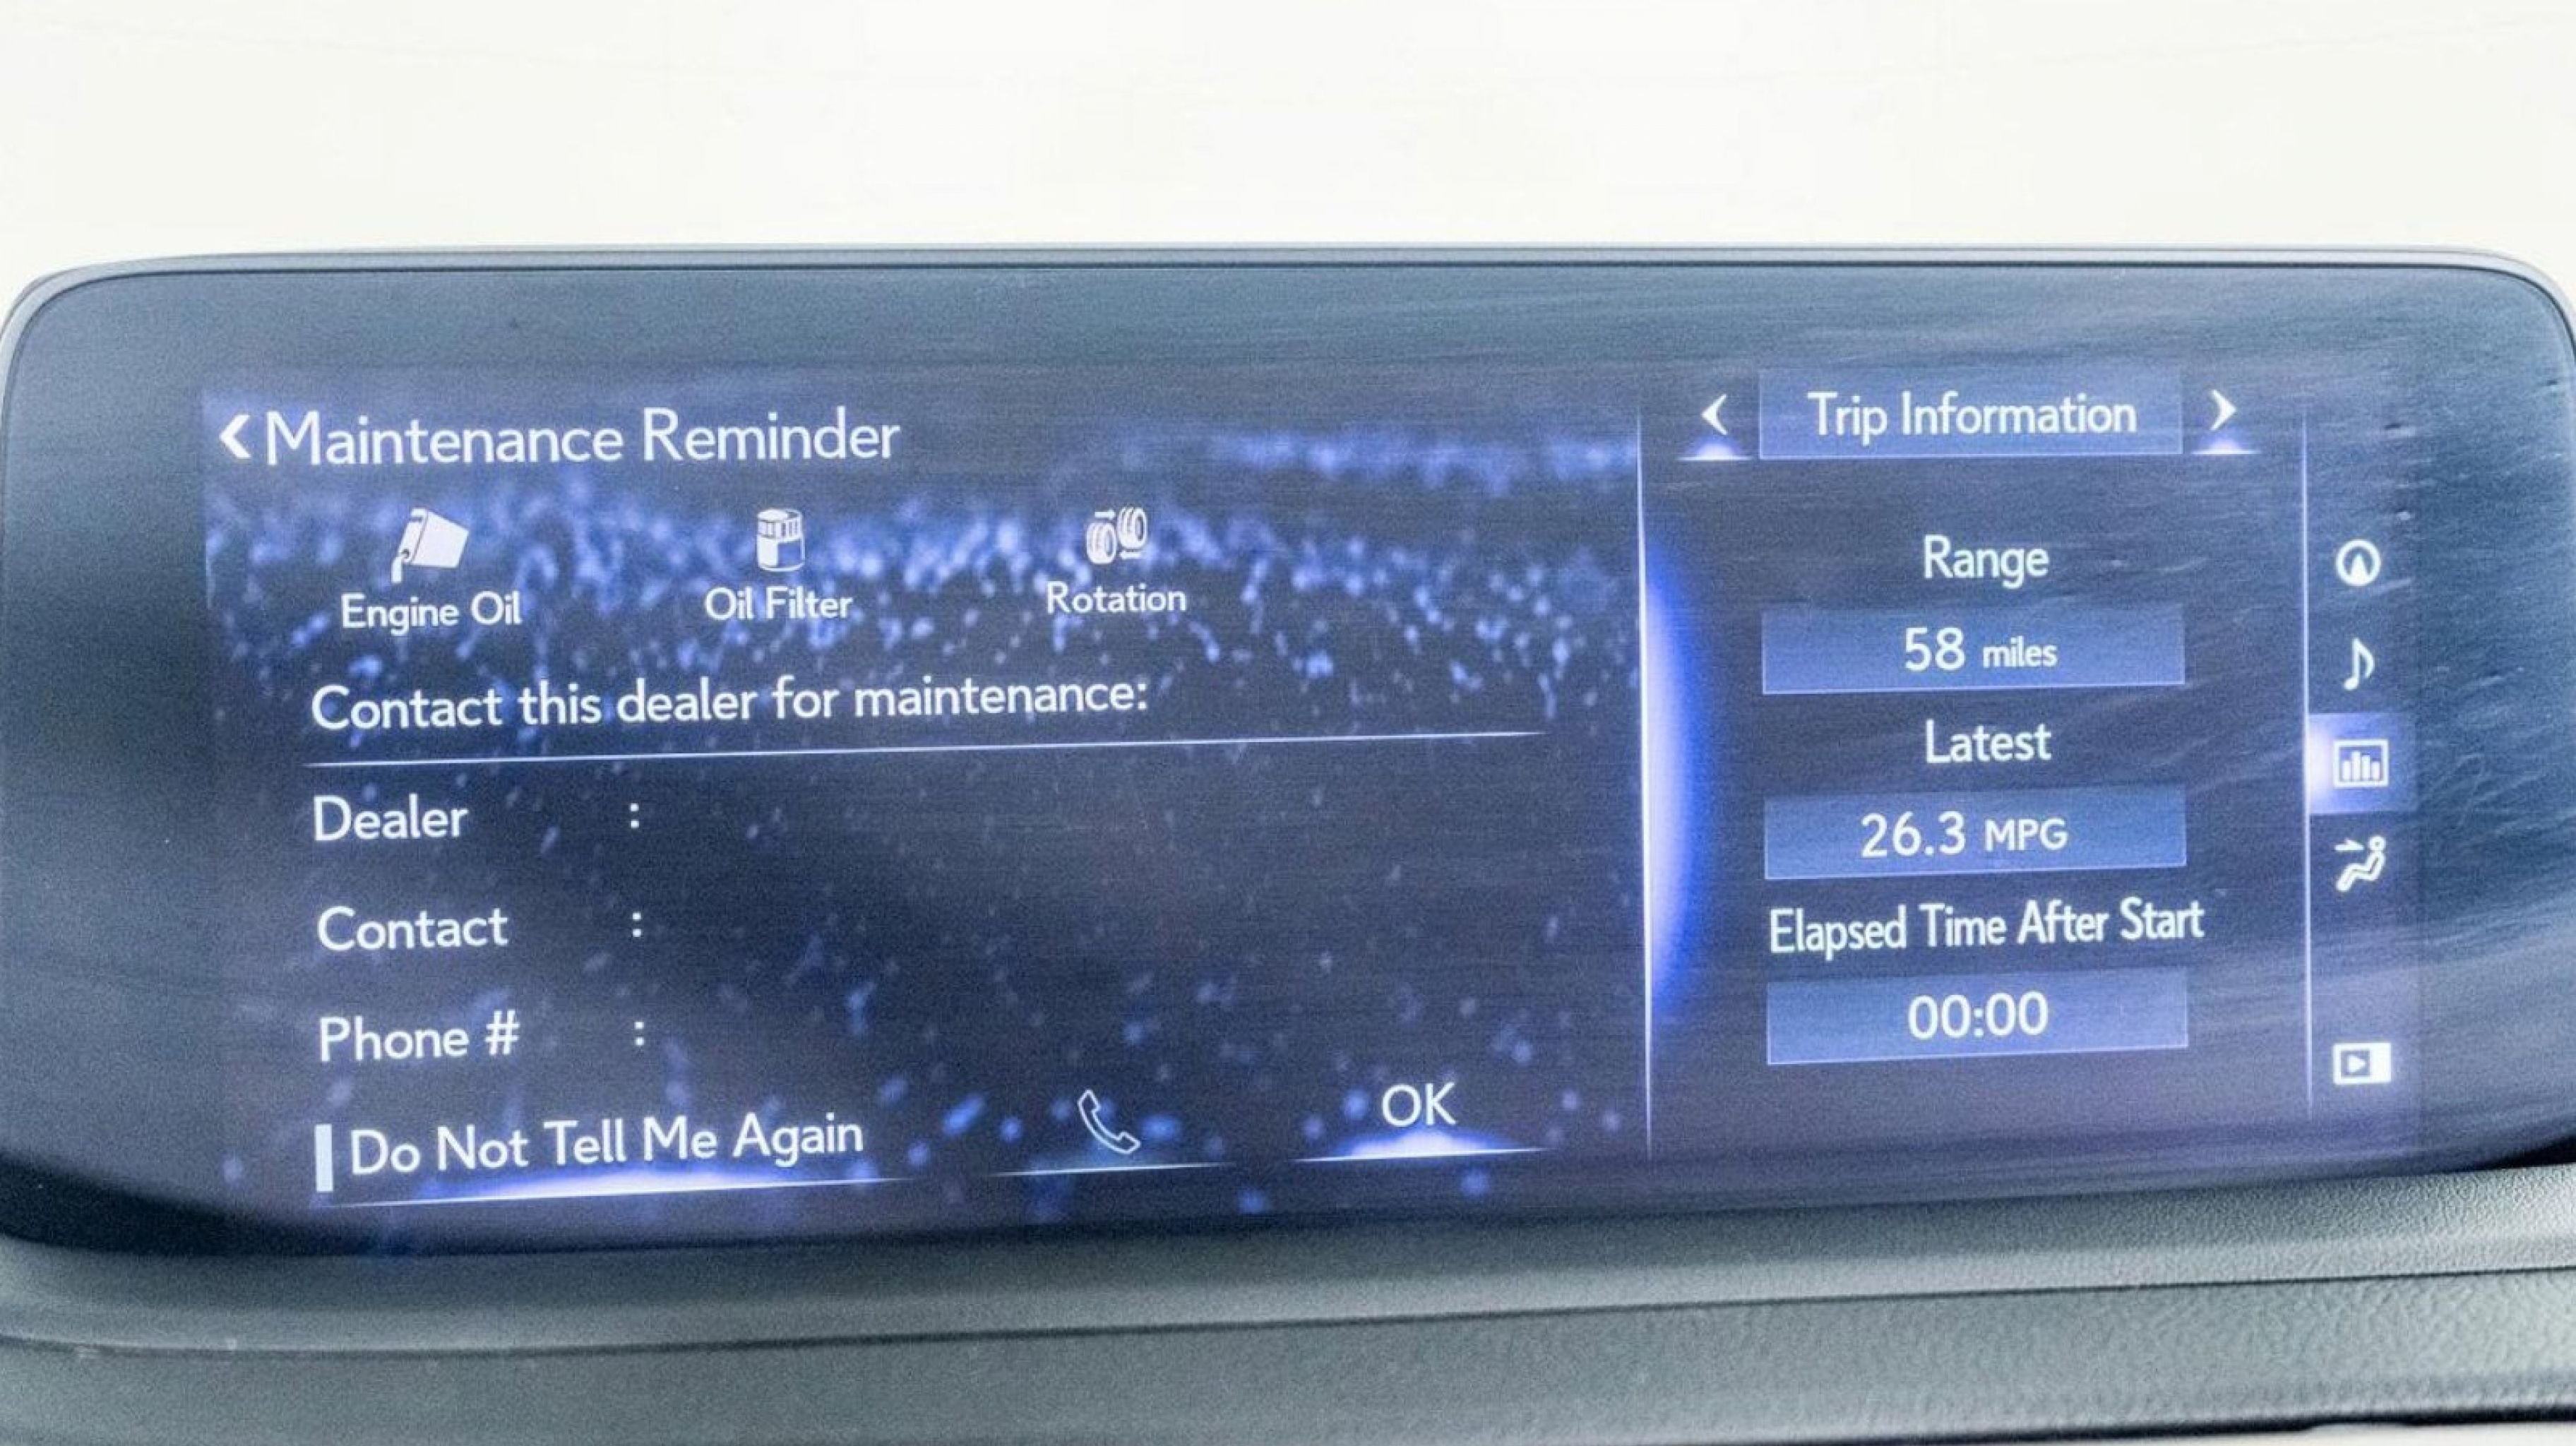 Maintenance Reminder
Engine Oil
Oil Filter
Rotation
Contact this dealer for maintenance:
Dealer :
Contact :
Phone # :
Do Not Tell Me Again
OK
Trip Information
Range
58 miles
Latest
26.3 MPG
Elapsed Time After Start
00:00